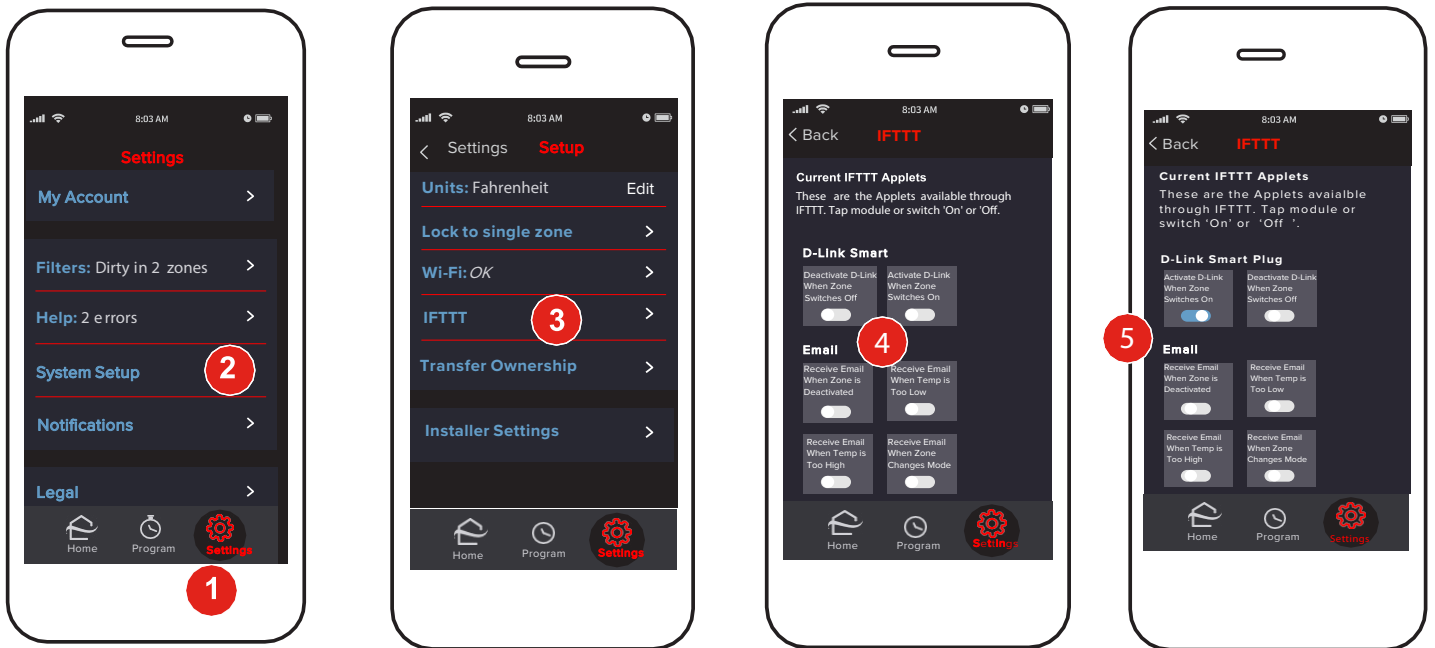 8:03 AM
Settings
My Account
Filters: Dirty in 2 zones
Help: 2 errors
System Setup
2
Notifications
Legal
Home
Program
Settings
1
8:03 AM
Settings
Setup
Units: Fahrenheit
Edit
Lock to single zone
Wi-Fi: OK
IFTTT
3
Transfer Ownership
Installer Settings
Home
Program
Settings
8:03 AM
Back
IFTTT
Current IFTTT Applets
These are the Applets available through
IFTTT. Tap module or switch 'On' or 'Off.
D-Link Smart
Deactivate D-Link
When Zone
Switches Off
Activate D-Link
When Zone
Switches On
4
Email
Receive Email
When Zone is
Deactivated
Receive Email
When Temp is
Too Low
Receive Email
When Temp is
Too High
Receive Email
When Zone
Changes Mode
Home
Program
Settings
8:03 AM
Back
IFTTT
Current IFTTT Applets
These are the Applets avaialble
through IFTTT. Tap module or
switch 'On' or 'Off '.
D-Link Smart Plug
Activate D-Link
When Zone
Switches On
Deactivate D-Link
When Zone
Switches Off
5
Email
Receive Email
When Zone is
Deactivated
Receive Email
When Temp is
Too Low
Receive Email
When Temp is
Too High
Receive Email
When Zone
Changes Mode
Home
Program
Settings